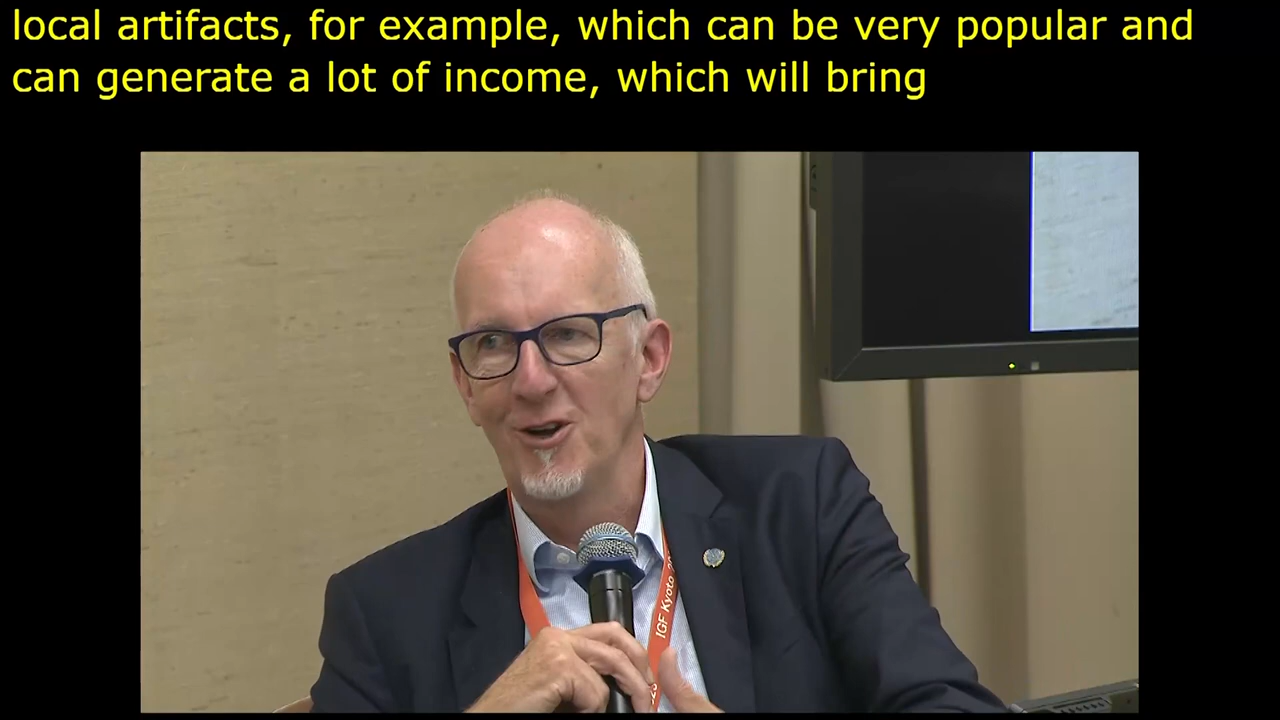 local artifacts, for example, which can be very popular and
can generate a lot of income, which will bring
IGF Kyoto